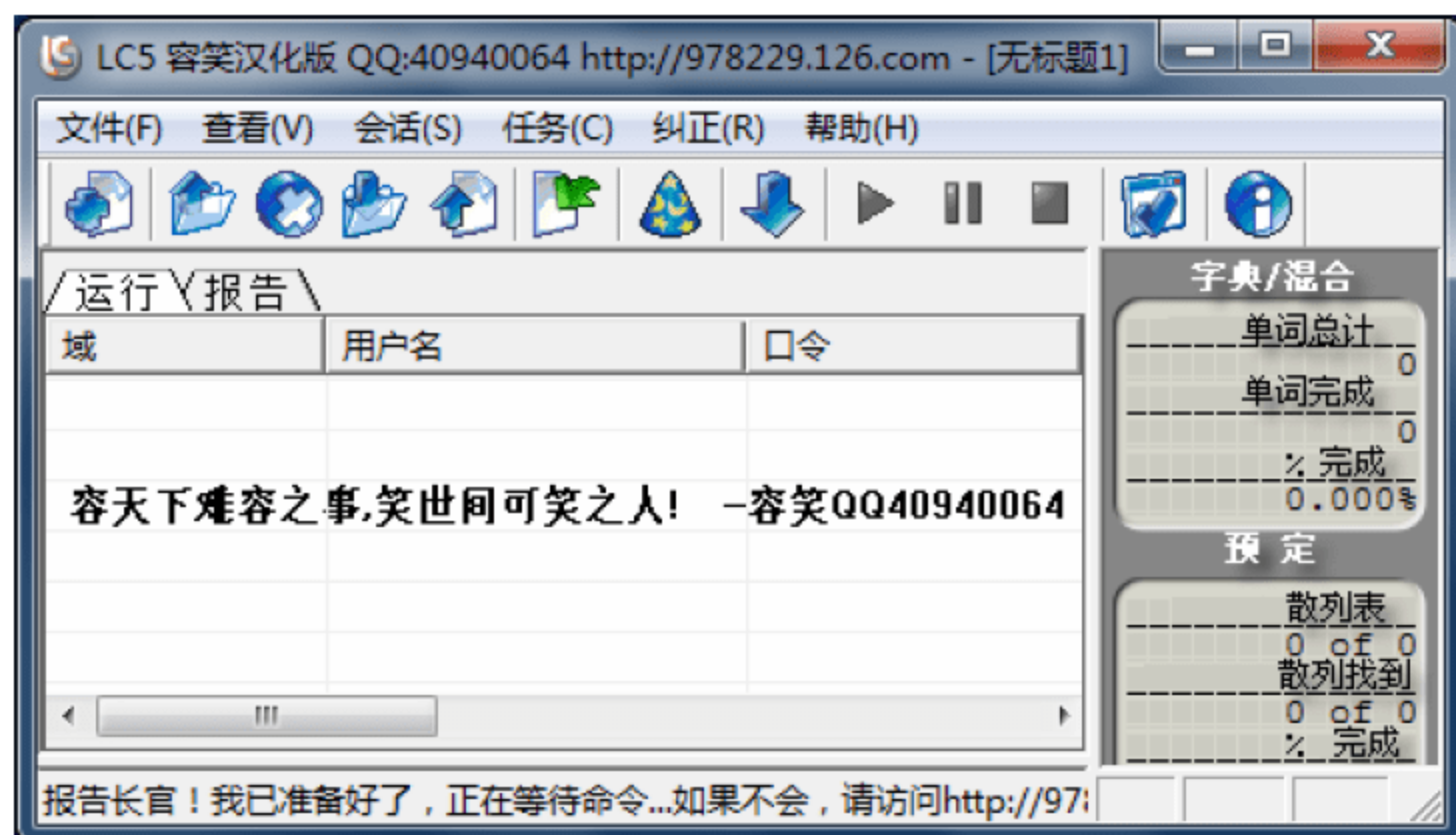 LC5 容笑汉化版 QQ:40940064 http://978229.126.com - [无标题1]
文件(F) 查看(V) 会话(S) 任务(C) 纠正(R) 帮助(H)
运行 报告
域 用户名 口令
容天下难容之事,笑世间可笑之人! -容笑QQ40940064
字典/混合
单词总计
0
单词完成
0
% 完成
0.000%
预 定
散列表
0 of 0
散列找到
0 of 0
% 完成
报告长官！我已准备好了，正在等待命令...如果不会，请访问http://97